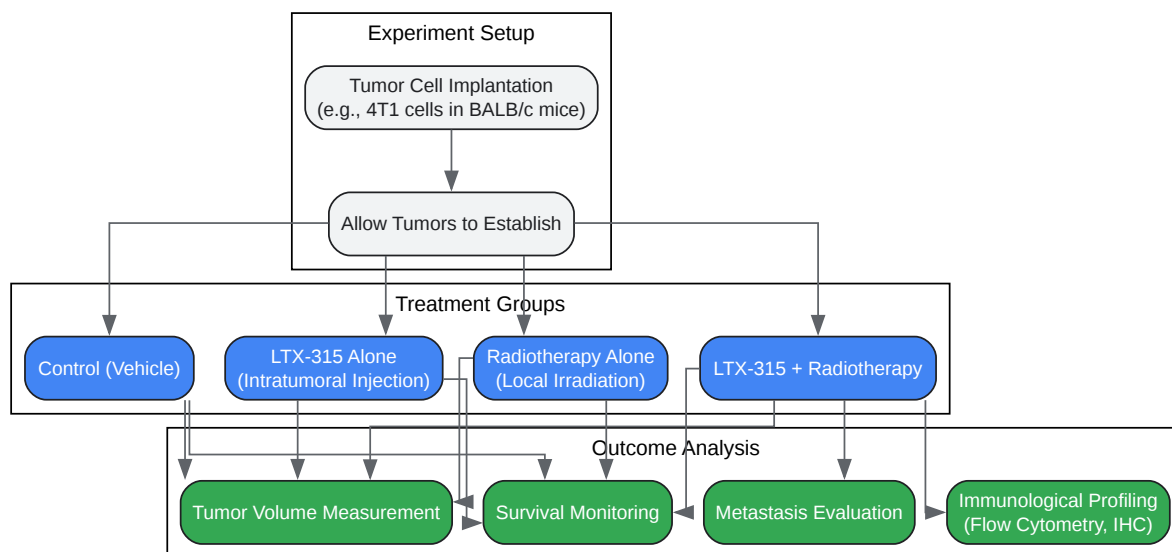 Experiment Setup
Tumor Cell Implantation
(e.g., 4T1 cells in BALB/c mice)
Allow Tumors to Establish
Treatment Groups
Control (Vehicle)
LTX-315 Alone
(Intratumoral Injection)
Radiotherapy Alone
(Local Irradiation)
LTX-315 + Radiotherapy
Outcome Analysis
Tumor Volume Measurement
Survival Monitoring
Metastasis Evaluation
Immunological Profiling
(Flow Cytometry, IHC)